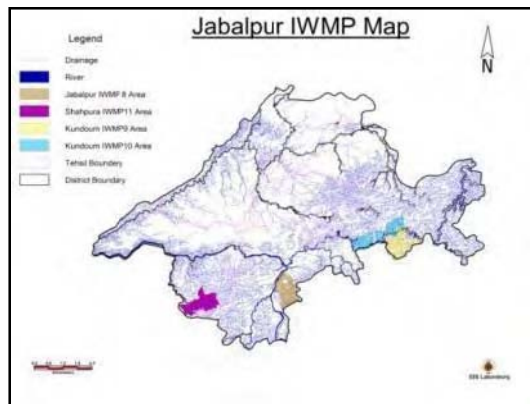 Jabalpur IWMP Map
Legend
N
Drainage
River
Jabalpur IWMP 8 Area
Shahpura IWMP11 Area
Kundoum IWMP9 Area
Kundoum IWMP10 Area
Tehsil Boundary
District Boundary